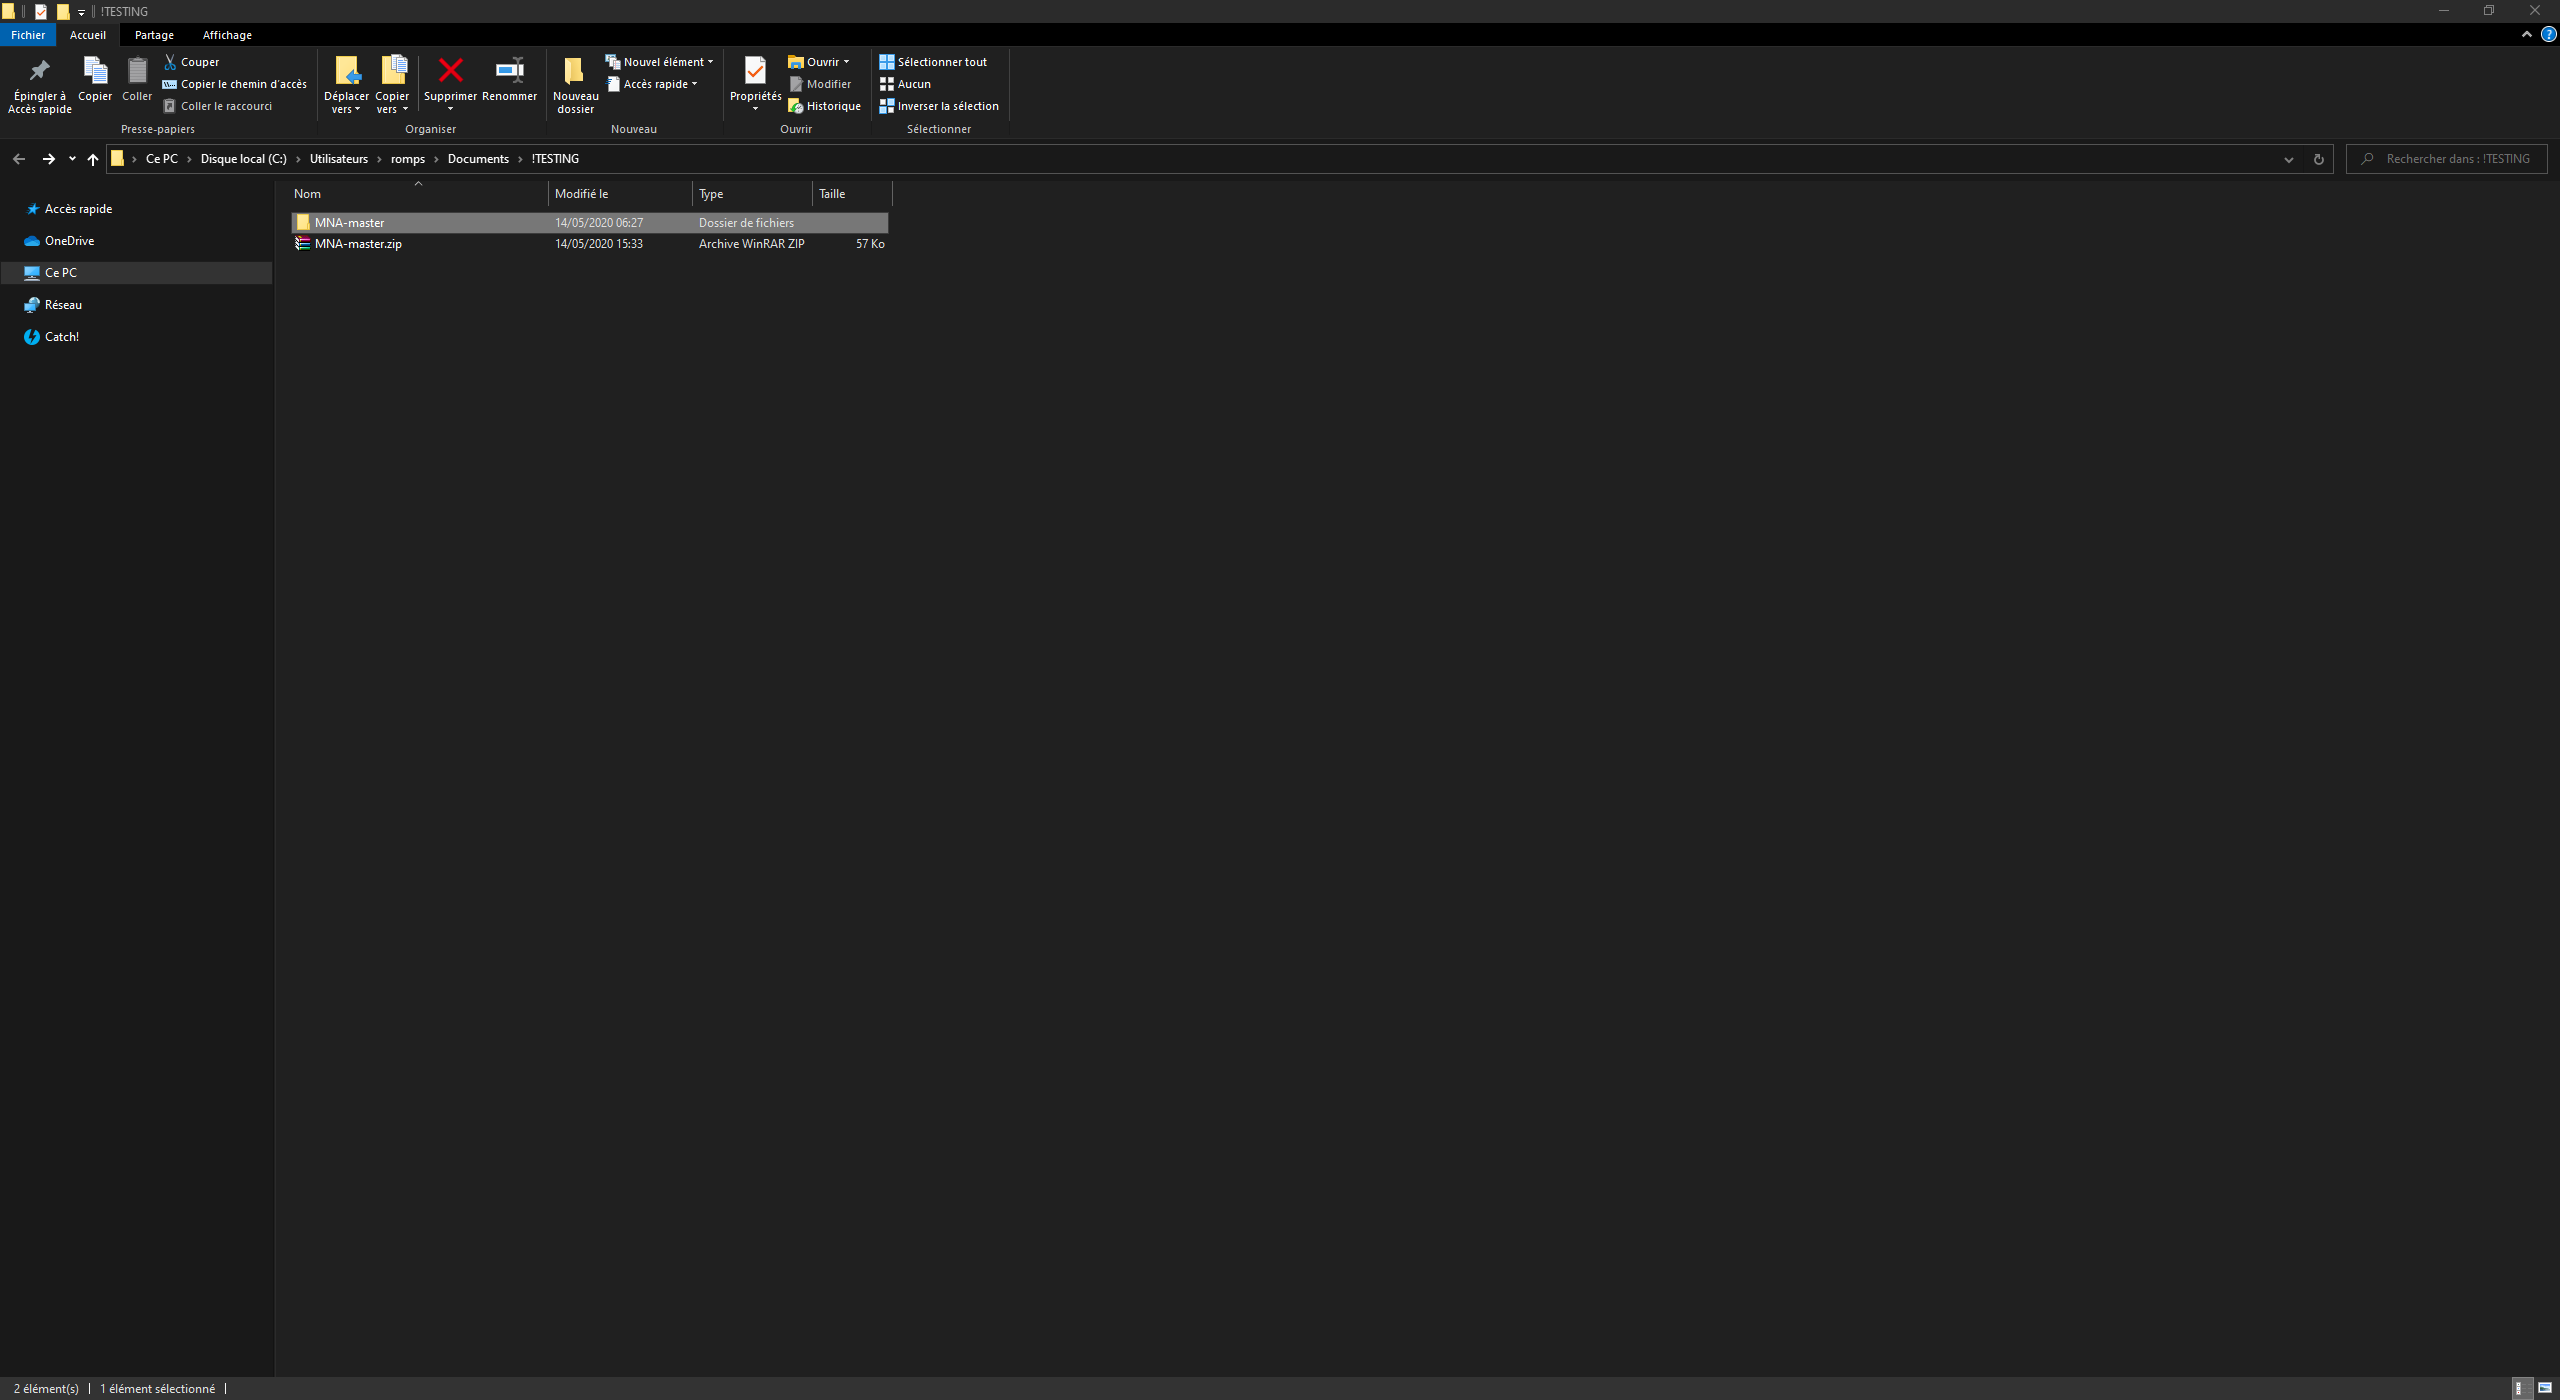 !TESTING
Fichier Accueil Partage Affichage
Épingler à Accès rapide
Copier
Coller
Couper
Copier le chemin d'accès
Coller le raccourci
Presse-papiers
Déplacer vers
Copier vers
Supprimer
Renommer
Organiser
Nouveau dossier
Nouvel élément
Accès rapide
Nouveau
Propriétés
Ouvrir
Modifier
Historique
Ouvrir
Sélectionner tout
Aucun
Inverser la sélection
Sélectionner
Ce PC > Disque local (C:) > Utilisateurs > romps > Documents > !TESTING
Rechercher dans : !TESTING
Accès rapide
OneDrive
Ce PC
Réseau
Catch!
Nom Modifié le Type Taille
MNA-master 14/05/2020 06:27 Dossier de fichiers
MNA-master.zip 14/05/2020 15:33 Archive WinRAR ZIP 57 Ko
2 élément(s) 1 élément sélectionné